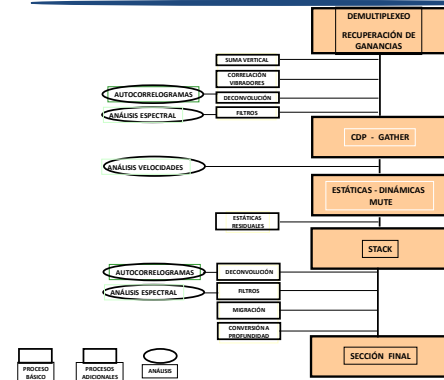 DEMULTIPLEXEO
RECUPERACIÓN DE
GANANCIAS
SUMA VERTICAL
CORRELACIÓN
VIBRADORES
AUTOCORRELOGRAMAS
DECONVOLUCIÓN
ANÁLISIS ESPECTRAL
FILTROS
CDP - GATHER
ANÁLISIS VELOCIDADES
ESTÁTICAS - DINÁMICAS
MUTE
ESTÁTICAS
RESIDUALES
STACK
AUTOCORRELOGRAMAS
DECONVOLUCIÓN
ANÁLISIS ESPECTRAL
FILTROS
MIGRACIÓN
CONVERSIÓN A
PROFUNDIDAD
SECCIÓN FINAL
PROCESO
BÁSICO
PROCESOS
ADICIONALES
ANÁLISIS